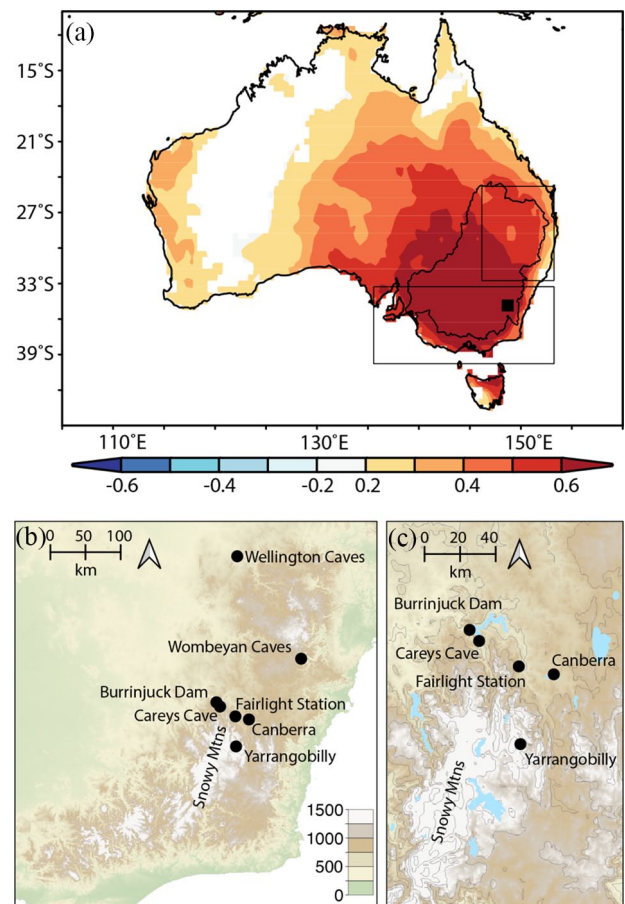 (a)
15°S
21°S
27°S
33°S
39°S
110°E 130°E 150°E
-0.6 -0.4 -0.2 0.2 0.4 0.6
(b)
0 50 100
km
Wellington Caves
Wombeyan Caves
Burrinjuck Dam
Careys Cave
Fairlight Station
Canberra
Yarrangobilly
Snowy Mtns
1500
1000
500
0
(c)
0 20 40
km
Burrinjuck Dam
Careys Cave
Canberra
Fairlight Station
Yarrangobilly
Snowy Mtns